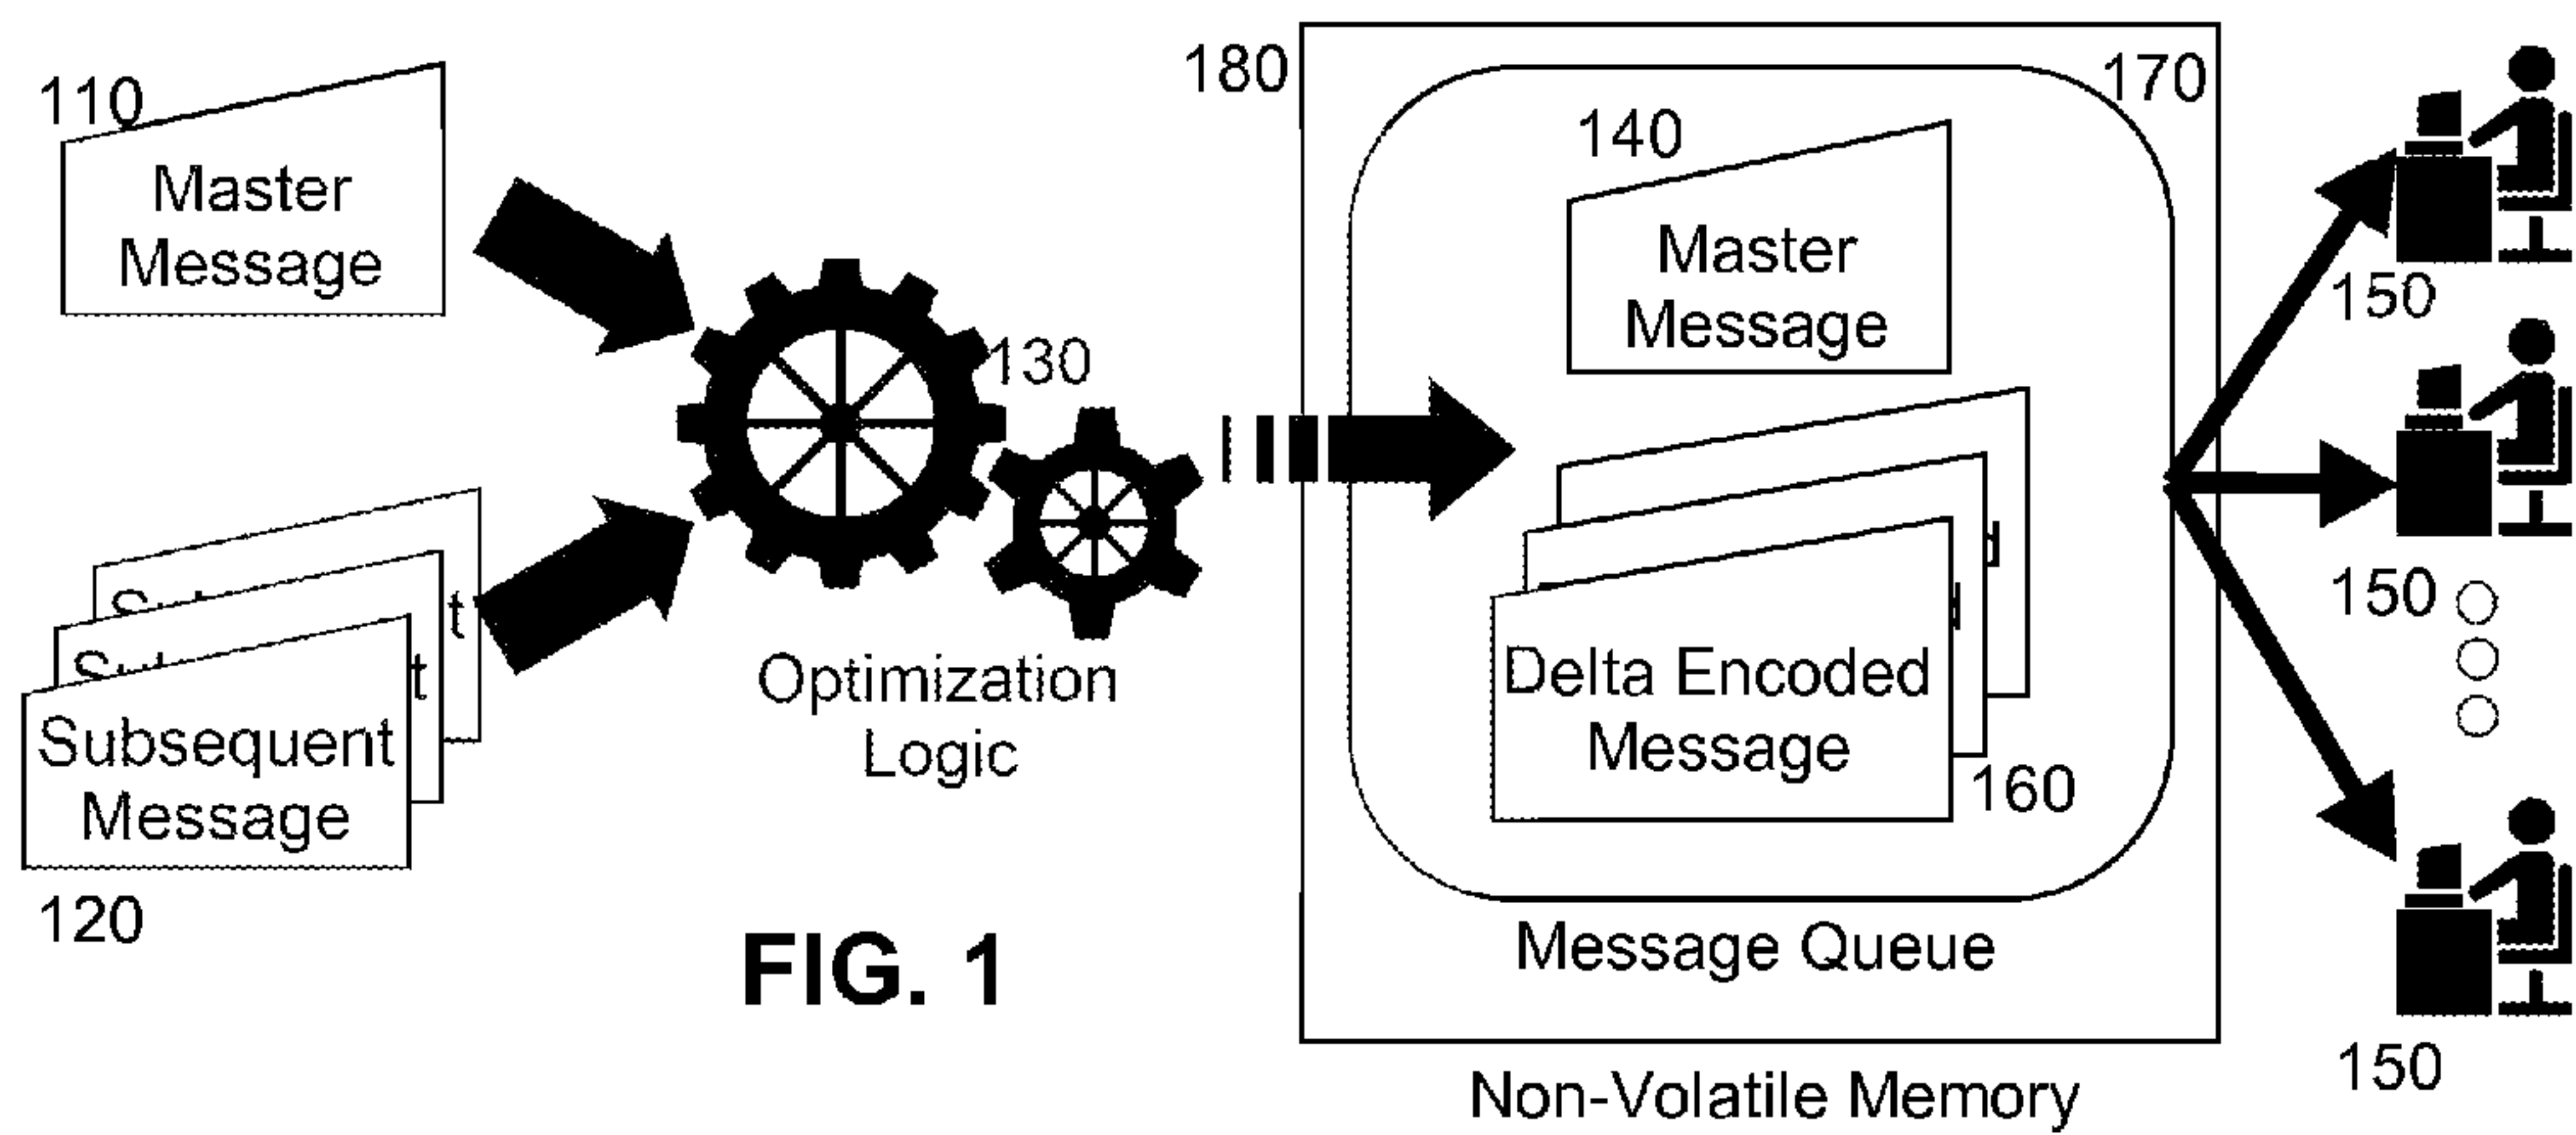 110
Master
Message
Subsequent
Message
120
130
Optimization
Logic
FIG. 1
180
170
140
Master
Message
Delta Encoded
Message
160
Message Queue
Non-Volatile Memory
150
150
150